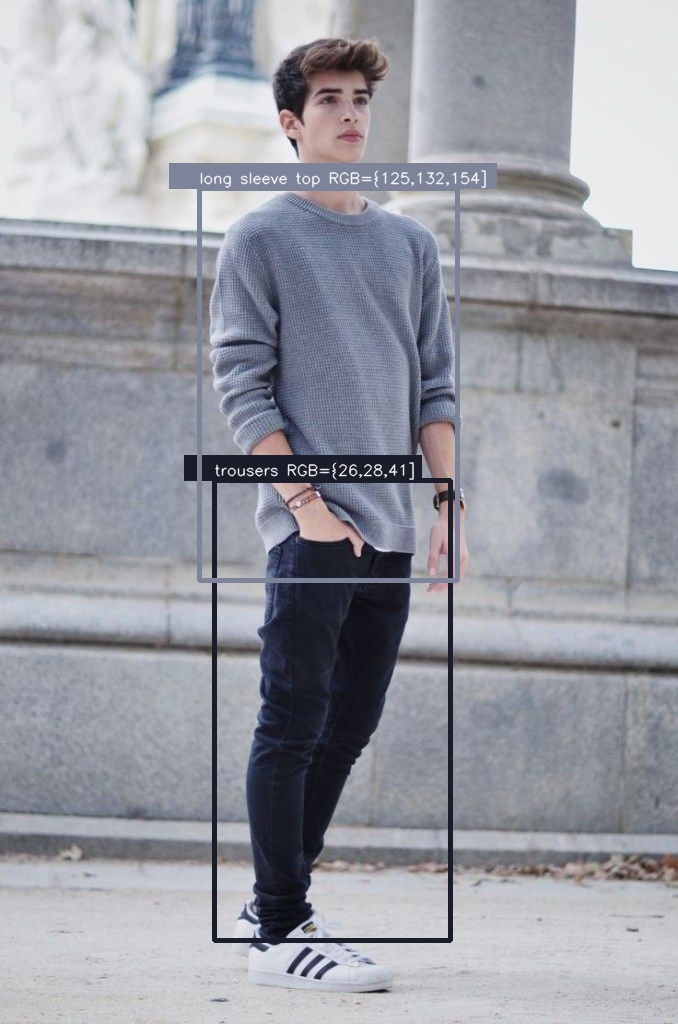 long sleeve top RGB={125,132,154]
trousers RGB={26,28,41]